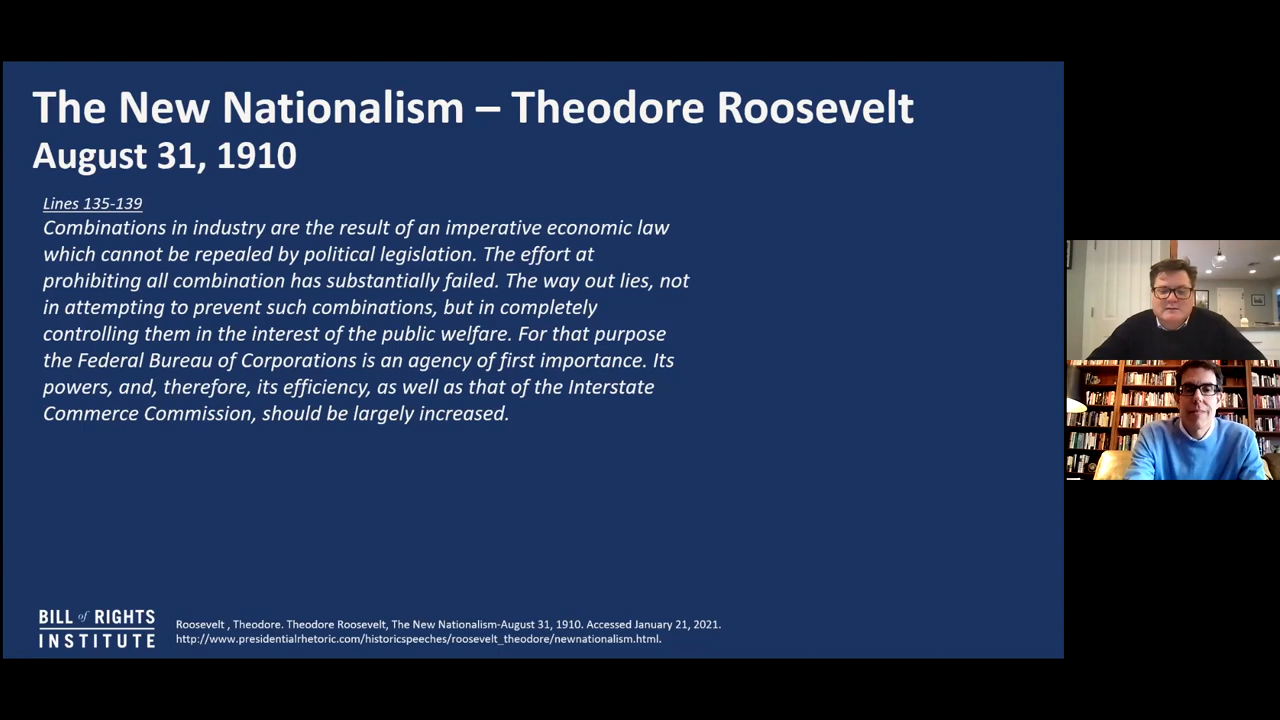 The New Nationalism – Theodore Roosevelt
August 31, 1910
Lines 135-139
Combinations in industry are the result of an imperative economic law
which cannot be repealed by political legislation. The effort at
prohibiting all combination has substantially failed. The way out lies, not
in attempting to prevent such combinations, but in completely
controlling them in the interest of the public welfare. For that purpose
the Federal Bureau of Corporations is an agency of first importance. Its
powers, and, therefore, its efficiency, as well as that of the Interstate
Commerce Commission, should be largely increased.
BILL of RIGHTS
INSTITUTE
Roosevelt , Theodore. Theodore Roosevelt, The New Nationalism-August 31, 1910. Accessed January 21, 2021.
http://www.presidentialrhetoric.com/historicspeeches/roosevelt_theodore/newnationalism.html.